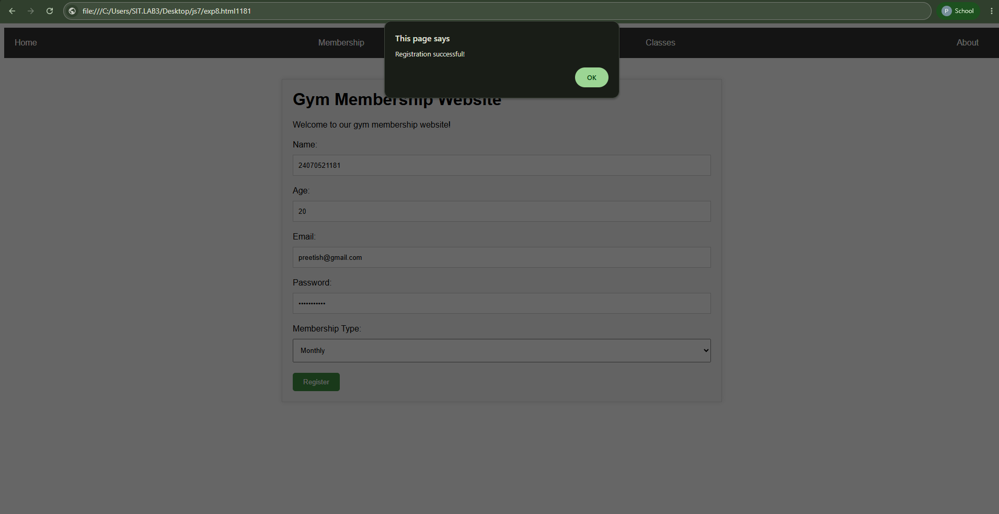 file:///C:/Users/SIT.LAB3/Desktop/js7/exp8.html1181
P School
Home Membership Classes About
This page says
Registration successful!
OK
Gym Membership Website
Welcome to our gym membership website!
Name:
24070521181
Age:
20
Email:
preetish@gmail.com
Password:
•••••••••••
Membership Type:
Monthly
Register